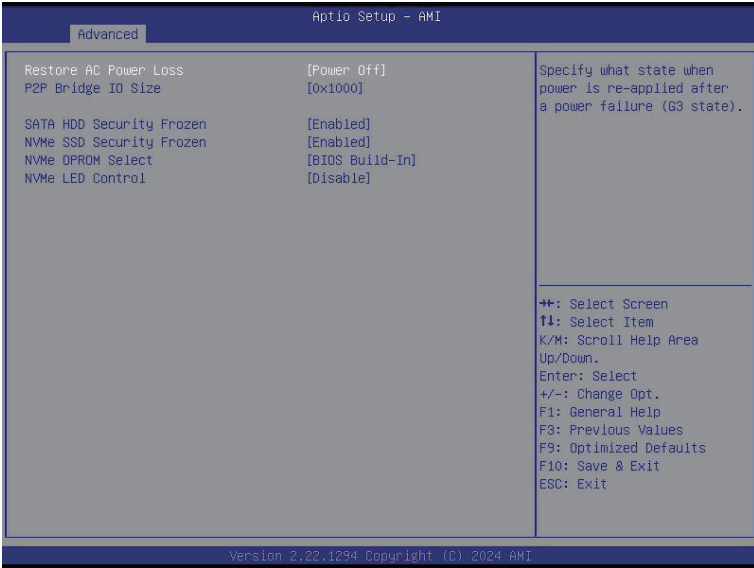 Aptio Setup – AMI
Advanced
Restore AC Power Loss [Power Off]
P2P Bridge IO Size [0x1000]
SATA HDD Security Frozen [Enabled]
NVMe SSD Security Frozen [Enabled]
NVMe OPROM Select [BIOS Build-In]
NVMe LED Control [Disable]
Specify what state when
power is re-applied after
a power failure (G3 state).
→←: Select Screen
↑↓: Select Item
K/M: Scroll Help Area
Up/Down.
Enter: Select
+/-: Change Opt.
F1: General Help
F3: Previous Values
F9: Optimized Defaults
F10: Save & Exit
ESC: Exit
Version 2.22.1294 Copyright (C) 2024 AMI